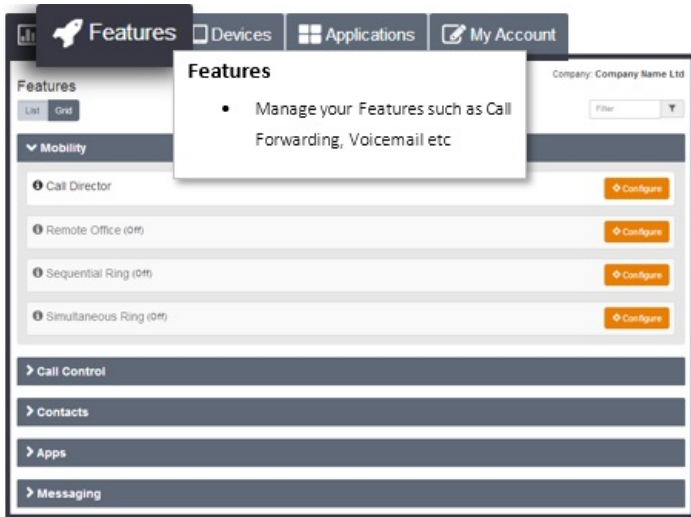 Features
Devices
Applications
My Account
Features
• Manage your Features such as Call
Forwarding, Voicemail etc
Company: Company Name Ltd
Features
List Grid
Filter
Mobility
Call Director
Configure
Remote Office (Off)
Configure
Sequential Ring (Off)
Configure
Simultaneous Ring (Off)
Configure
Call Control
Contacts
Apps
Messaging